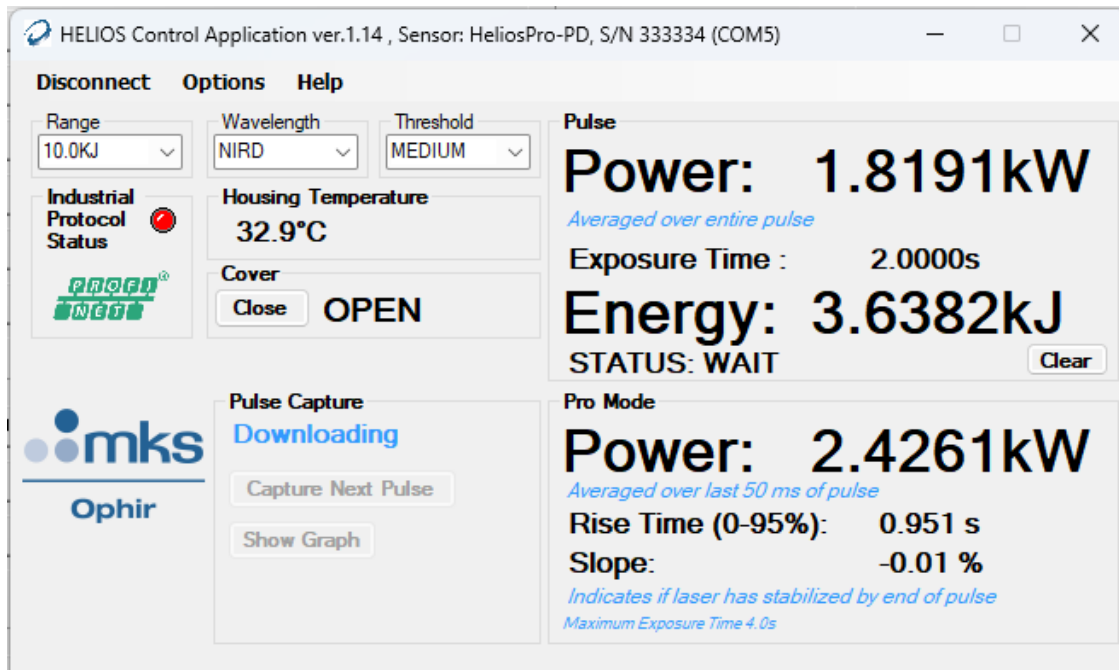 HELIOS Control Application ver.1.14 , Sensor: HeliosPro-PD, S/N 333334 (COM5)
Disconnect Options Help
Range
10.0KJ
Wavelength
NIRD
Threshold
MEDIUM
Industrial
Protocol
Status
PROFI®
NET
Housing Temperature
32.9°C
Cover
Close OPEN
Pulse
Power: 1.8191kW
Averaged over entire pulse
Exposure Time : 2.0000s
Energy: 3.6382kJ
STATUS: WAIT Clear
mks
Ophir
Pulse Capture
Downloading
Capture Next Pulse
Show Graph
Pro Mode
Power: 2.4261kW
Averaged over last 50 ms of pulse
Rise Time (0-95%): 0.951 s
Slope: -0.01 %
Indicates if laser has stabilized by end of pulse
Maximum Exposure Time 4.0s